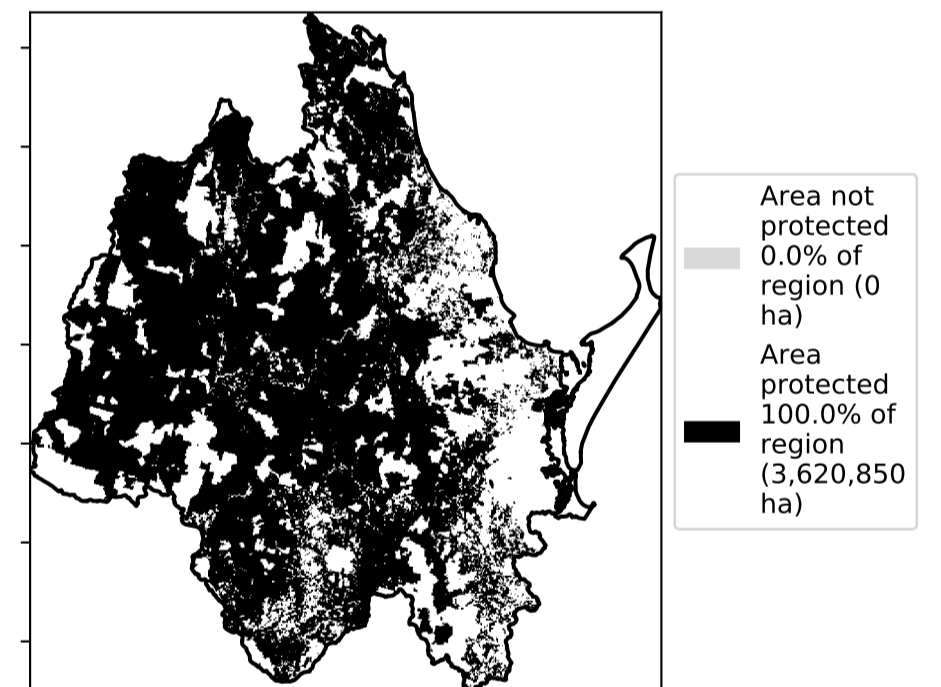 Area not
protected
0.0% of
region (0
ha)
Area
protected
100.0% of
region
(3,620,850
ha)